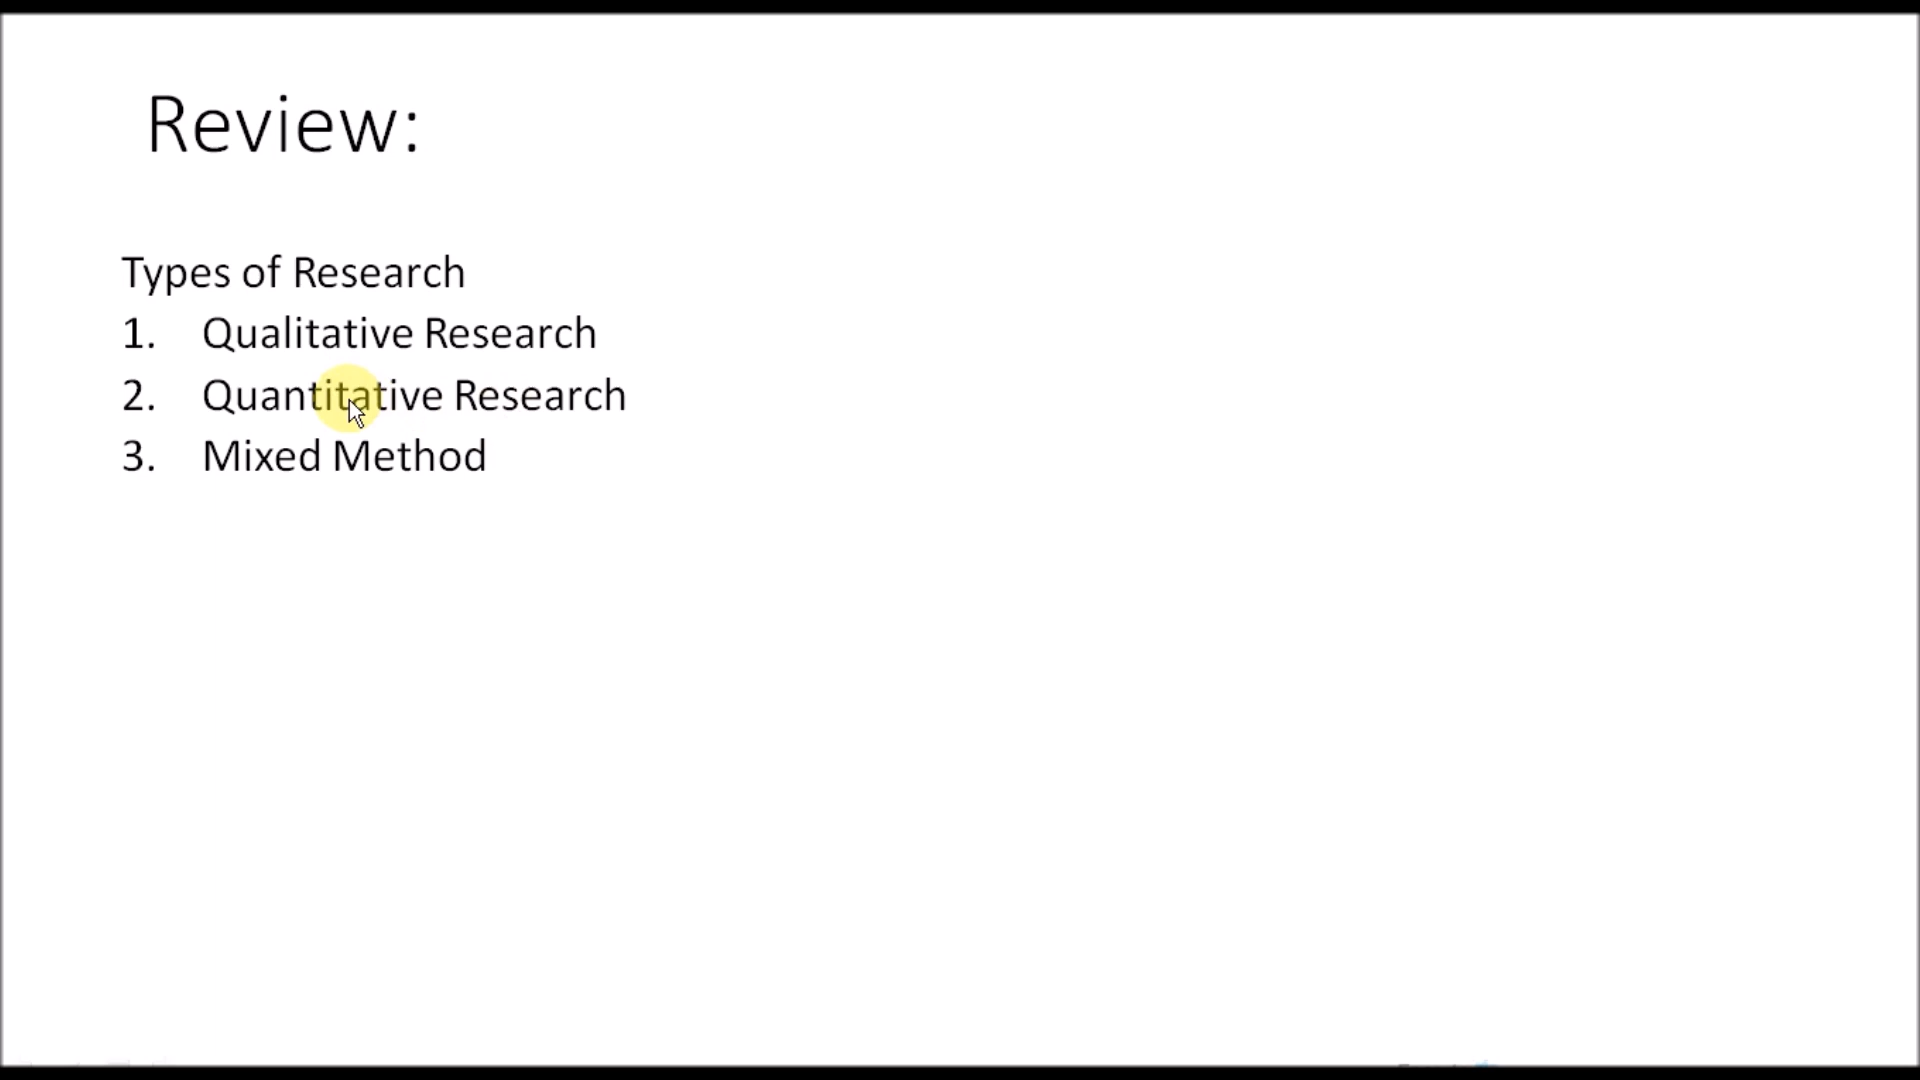 Review:
Types of Research
1. Qualitative Research
2. Quantitative Research
3. Mixed Method